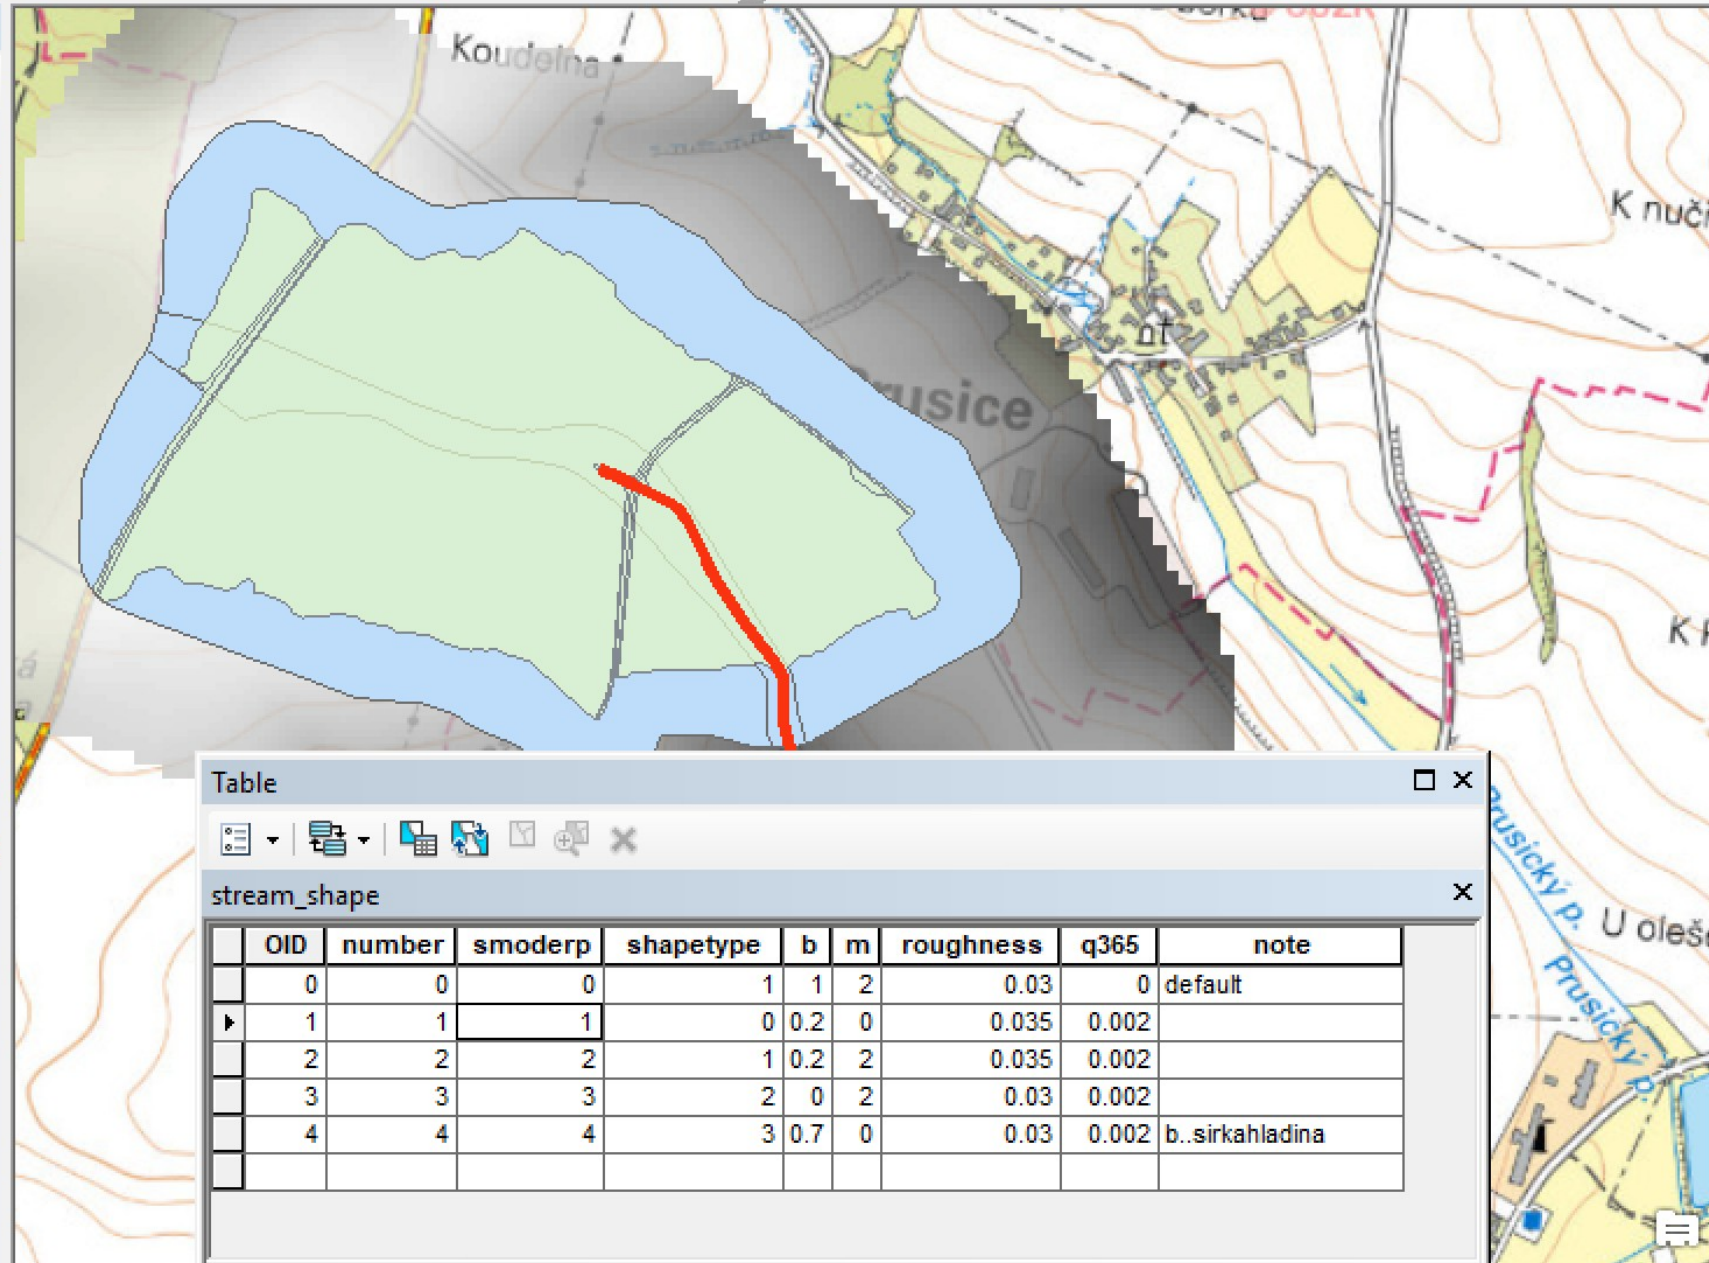 Koudelna
K nuči
Prusice
Table
stream_shape
OID number smoderp shapetype b m roughness q365 note
0 0 0 1 1 2 0.03 0 default
1 1 1 0 0.2 0 0.035 0.002
2 2 2 1 0.2 2 0.035 0.002
3 3 3 2 0 2 0.03 0.002
4 4 4 3 0.7 0 0.03 0.002 b..sirkahladina
Prusický p.
U oleše
Prusický p.